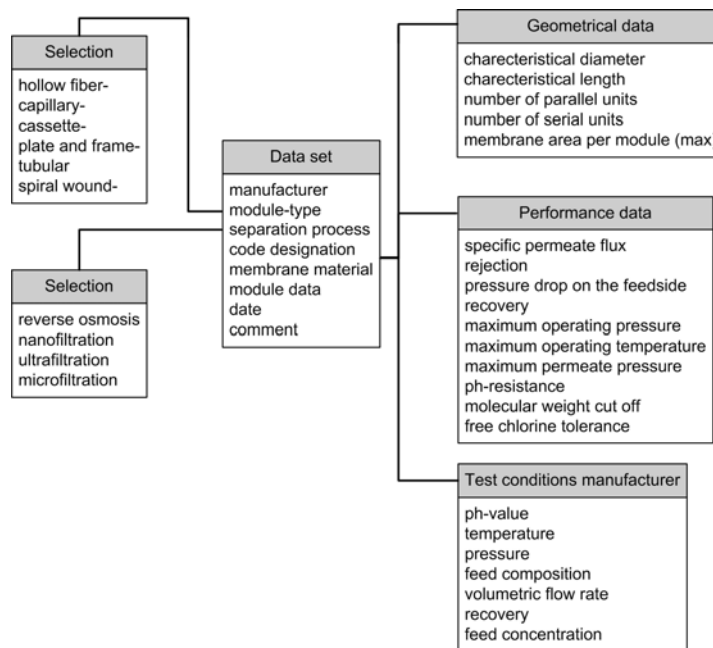 Selection
hollow fiber-
capillary-
cassette-
plate and frame-
tubular
spiral wound-
Selection
reverse osmosis
nanofiltration
ultrafiltration
microfiltration
Data set
manufacturer
module-type
separation process
code designation
membrane material
module data
date
comment
Geometrical data
charecteristical diameter
charecteristical length
number of parallel units
number of serial units
membrane area per module (max)
Performance data
specific permeate flux
rejection
pressure drop on the feedside
recovery
maximum operating pressure
maximum operating temperature
maximum permeate pressure
ph-resistance
molecular weight cut off
free chlorine tolerance
Test conditions manufacturer
ph-value
temperature
pressure
feed composition
volumetric flow rate
recovery
feed concentration